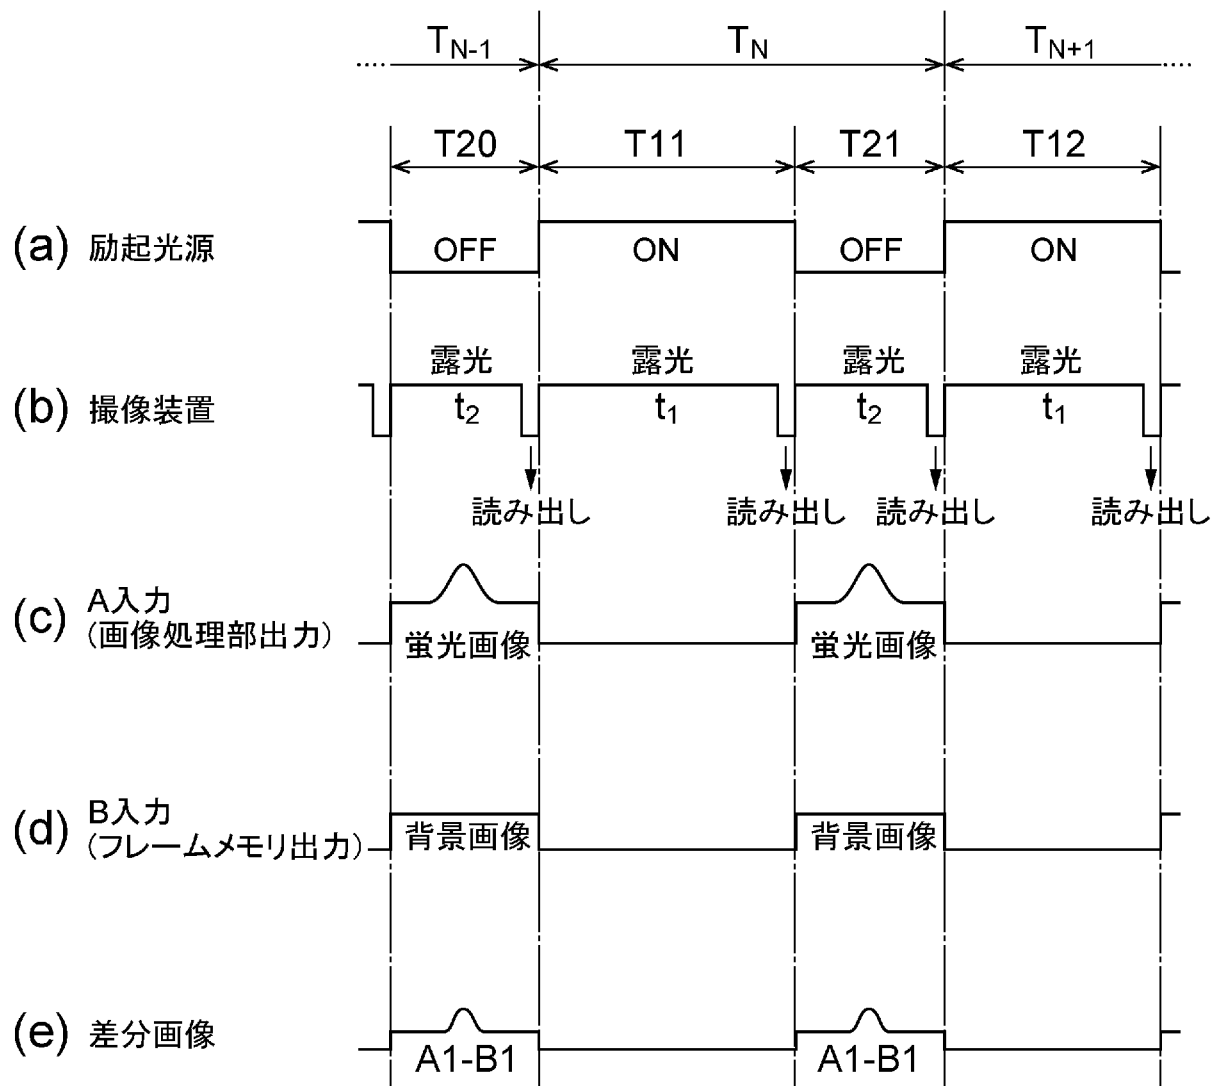 T_{N-1} T_N T_{N+1}
T20 T11 T21 T12
(a) 励起光源 OFF ON OFF ON
露光 露光 露光 露光
(b) 撮像装置 t₂ t₁ t₂ t₁
読み出し 読み出し 読み出し 読み出し
(c) A入力
(画像処理部出力) 蛍光画像 蛍光画像
(d) B入力
(フレームメモリ出力) 背景画像 背景画像
(e) 差分画像 A1-B1 A1-B1